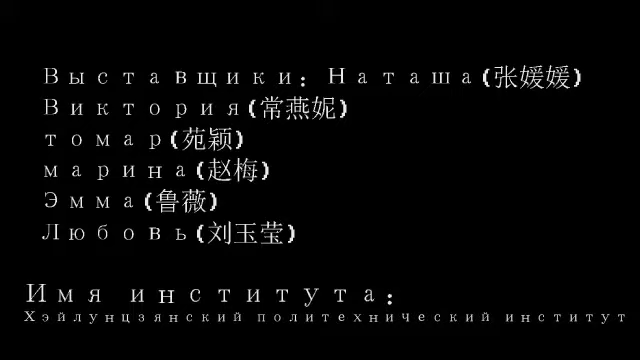 Выставщики: Наташа(张媛媛)
Виктория(常燕妮)
томар(苑颖)
марина(赵梅)
Эмма(鲁薇)
Любовь(刘玉莹)
Имя института:
Хэйлунцзянский политехнический институт